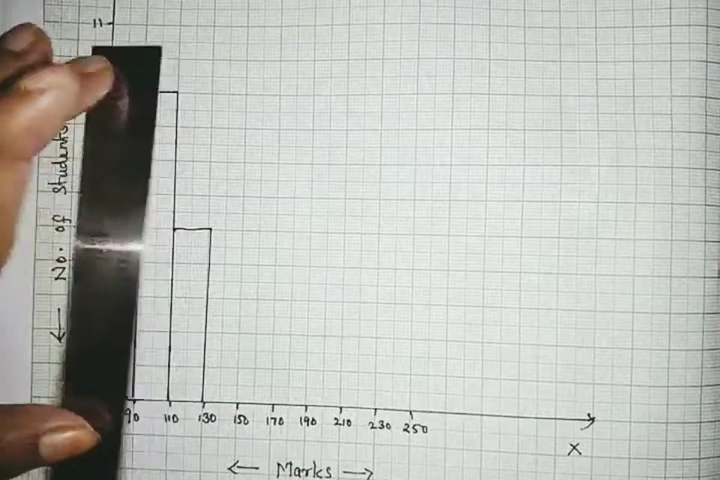 11
← No. of Students
90 110 130 150 170 190 210 230 250
X
← Marks →